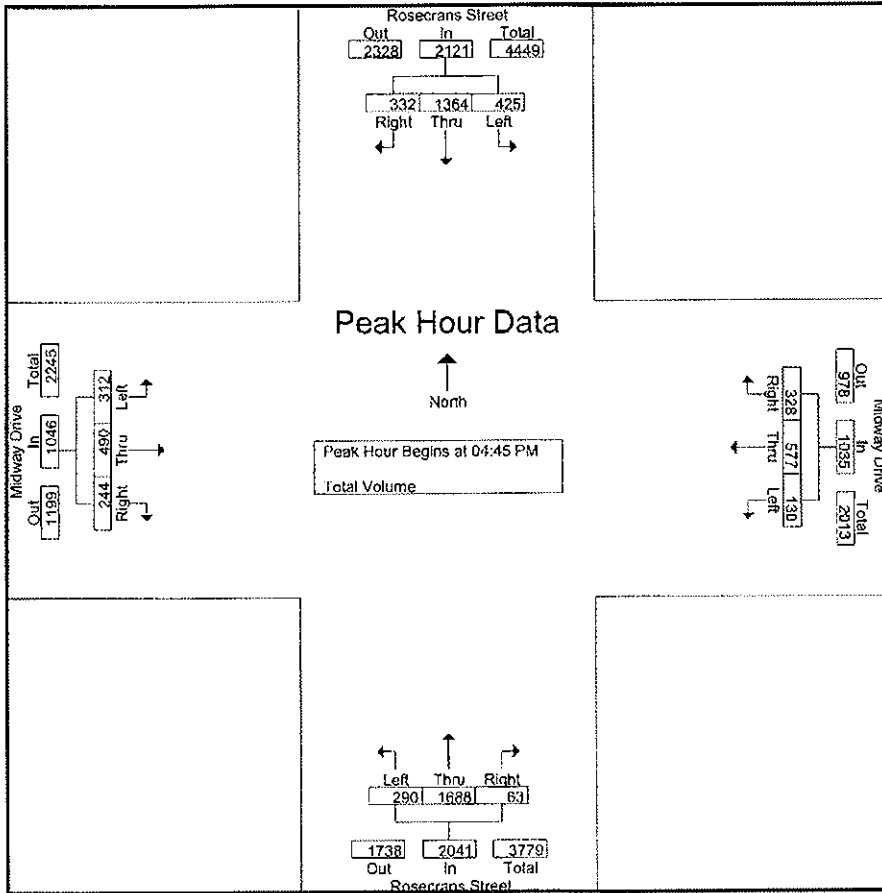 Rosecrans Street
Out In Total
2328 2121 4449
332 1364 425
Right Thru Left
Peak Hour Data
North
Peak Hour Begins at 04:45 PM
Total Volume
Midway Drive
Out In Total
1199 1046 2245
244 490 312
Right Thru Left
Midway Drive
Out In Total
978 1035 2013
328 577 130
Right Thru Left
Left Thru Right
290 1688 63
1738 2041 3779
Out In Total
Rosecrans Street